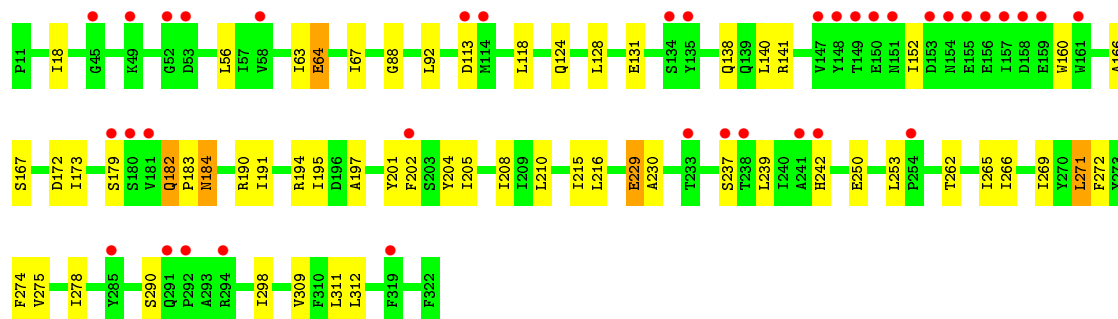 P11 I18 G45 K49 G52 D53 L56 I57 V58 I63 E64 I67 G88 L92 D113 M114 L118 Q124 L128 E131 S134 Y135 Q138 Q139 L140 R141 V147 Y148 T149 E150 N151 I152 D153 N154 E155 E156 I157 D158 E159 W160 W161 A166
S167 D172 I173 S179 S180 V181 Q182 P183 N184 R190 I191 R194 I195 D196 A197 Y201 F202 S203 Y204 I205 I208 I209 L210 I215 L216 E229 A230 T233 S237 T238 L239 I240 A241 H242 E250 L253 P254 T262 I265 I266 I269 Y270 L271 F272 Y273
F274 V275 I278 Y285 S290 Q291 P292 A293 R294 I298 V309 F310 L311 L312 F319 F322